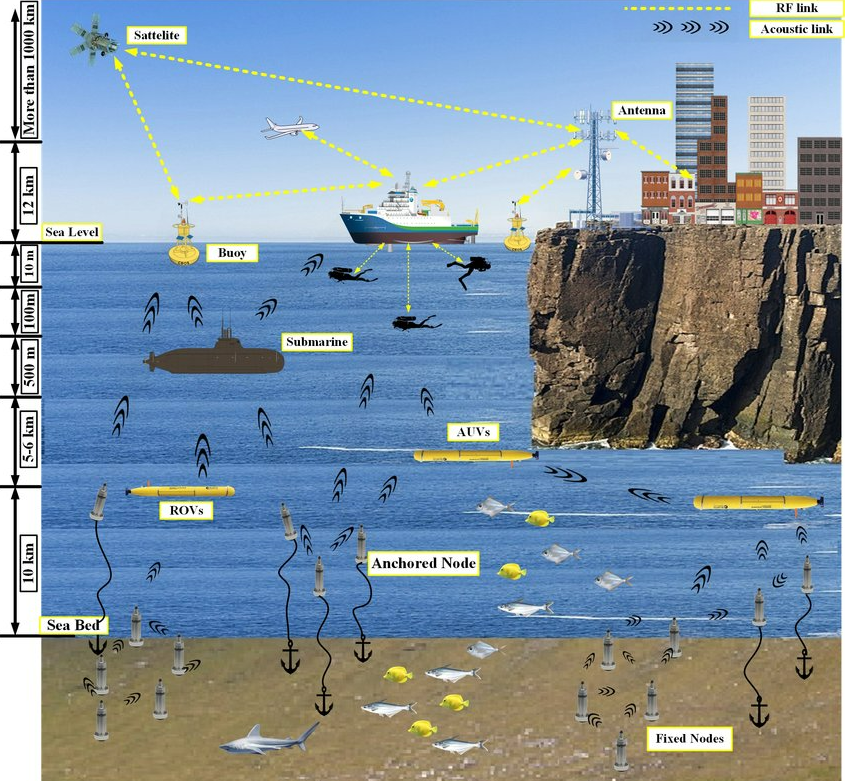 RF link
Acoustic link
Sattelite
Antenna
More than 1000 km
12 km
Sea Level
Buoy
10 m
100m
Submarine
500 m
AUVs
5-6 km
ROVs
Anchored Node
10 km
Sea Bed
Fixed Nodes